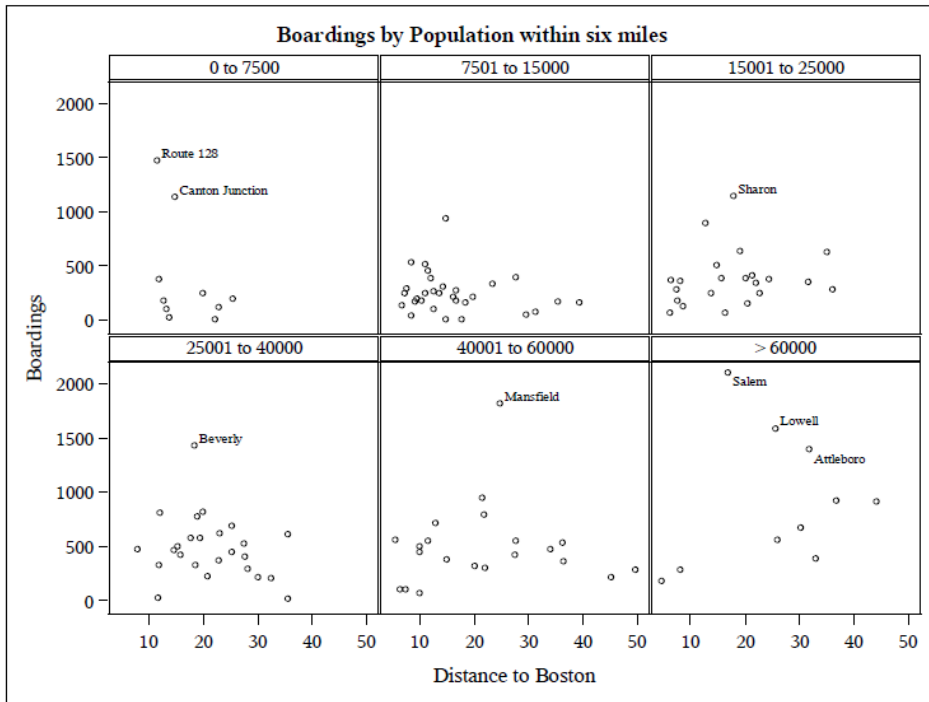 Boardings by Population within six miles
0 to 7500 7501 to 15000 15001 to 25000
2000
1500
1000
500
0
Route 128
Canton Junction
Sharon
25001 to 40000 40001 to 60000 > 60000
2000
1500
1000
500
0
Beverly
Mansfield
Salem
Lowell
Attleboro
Boardings
10 20 30 40 50 10 20 30 40 50 10 20 30 40 50
Distance to Boston